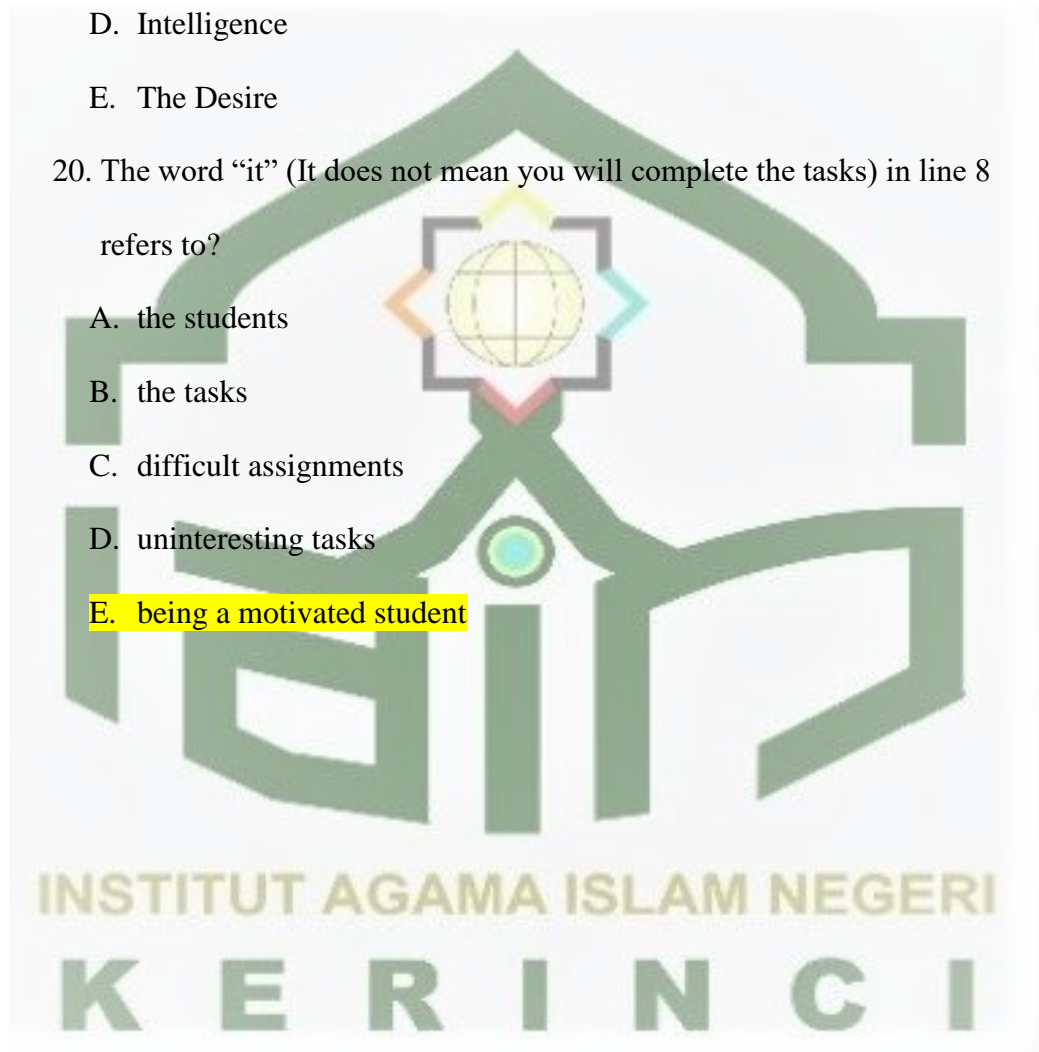 D. Intelligence
E. The Desire
20. The word “it” (It does not mean you will complete the tasks) in line 8
refers to?
A. the students
B. the tasks
C. difficult assignments
D. uninteresting tasks
E. being a motivated student
INSTITUT AGAMA ISLAM NEGERI
KERINCI